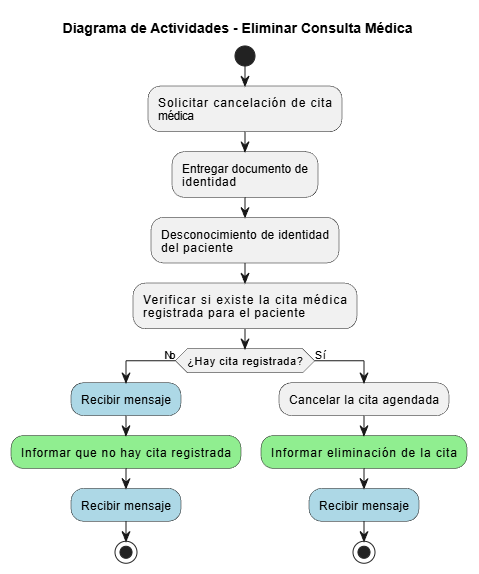 Diagrama de Actividades - Eliminar Consulta Médica
Solicitar cancelación de cita
médica
Entregar documento de
identidad
Desconocimiento de identidad
del paciente
Verificar si existe la cita médica
registrada para el paciente
No
¿Hay cita registrada?
Sí
Recibir mensaje
Cancelar la cita agendada
Informar que no hay cita registrada
Informar eliminación de la cita
Recibir mensaje
Recibir mensaje